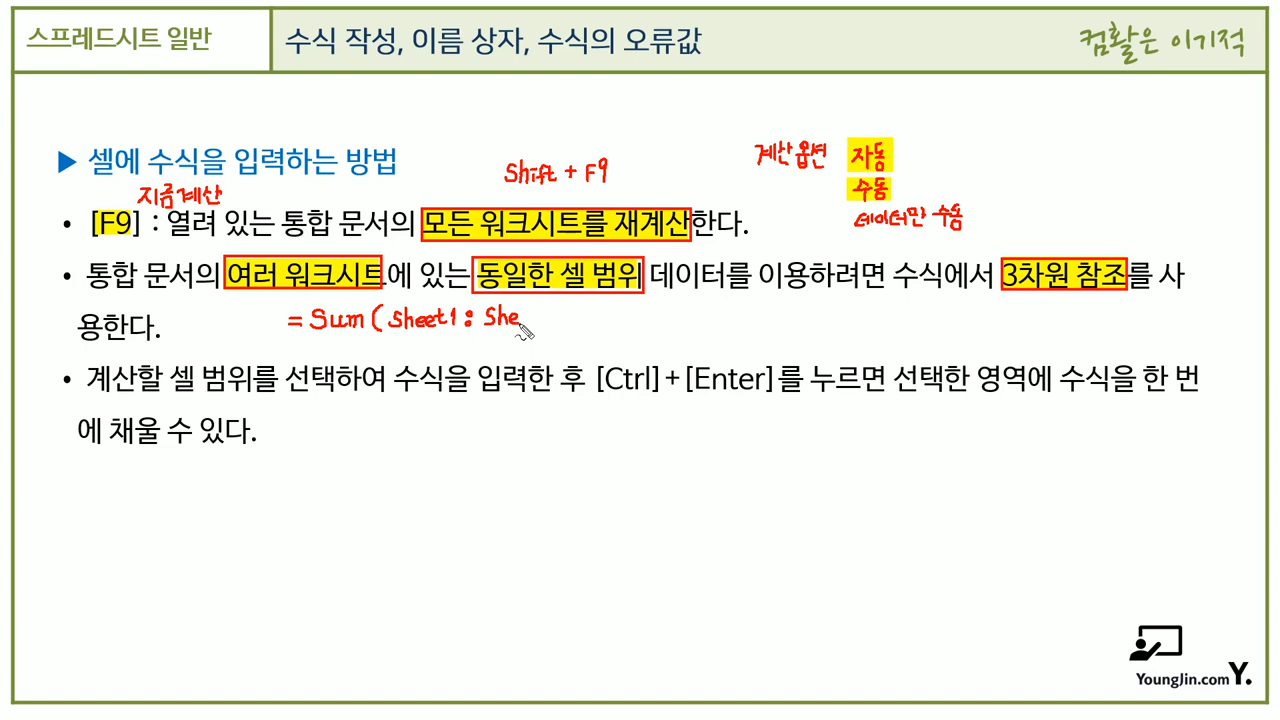 스프레드시트 일반
수식 작성, 이름 상자, 수식의 오류값
컴활은 이기적
▶ 셀에 수식을 입력하는 방법
Shift + F9
계산 옵션 자동
수동
데이터만 수동
지금 계산
• [F9] : 열려 있는 통합 문서의 모든 워크시트를 재계산한다.
• 통합 문서의 여러 워크시트에 있는 동일한 셀 범위 데이터를 이용하려면 수식에서 3차원 참조를 사
용한다.
= Sum ( Sheet1 : She
• 계산할 셀 범위를 선택하여 수식을 입력한 후 [Ctrl]+[Enter]를 누르면 선택한 영역에 수식을 한 번
에 채울 수 있다.
YoungJin.com Y.